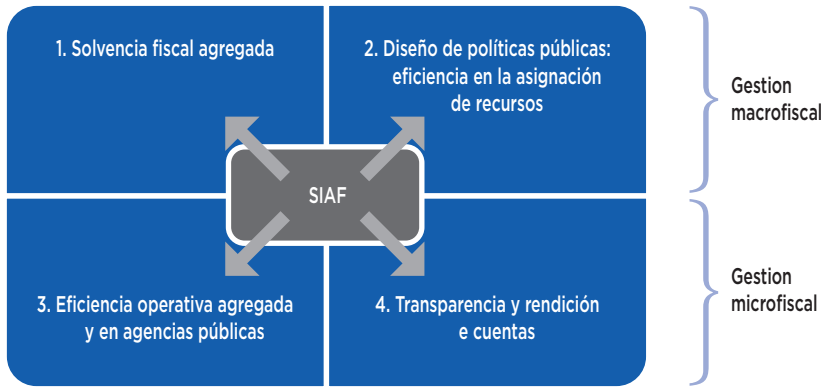 1. Solvencia fiscal agregada
2. Diseño de políticas públicas:
eficiencia en la asignación
de recursos
Gestion
macrofiscal
SIAF
3. Eficiencia operativa agregada
y en agencias públicas
4. Transparencia y rendición
e cuentas
Gestion
microfiscal